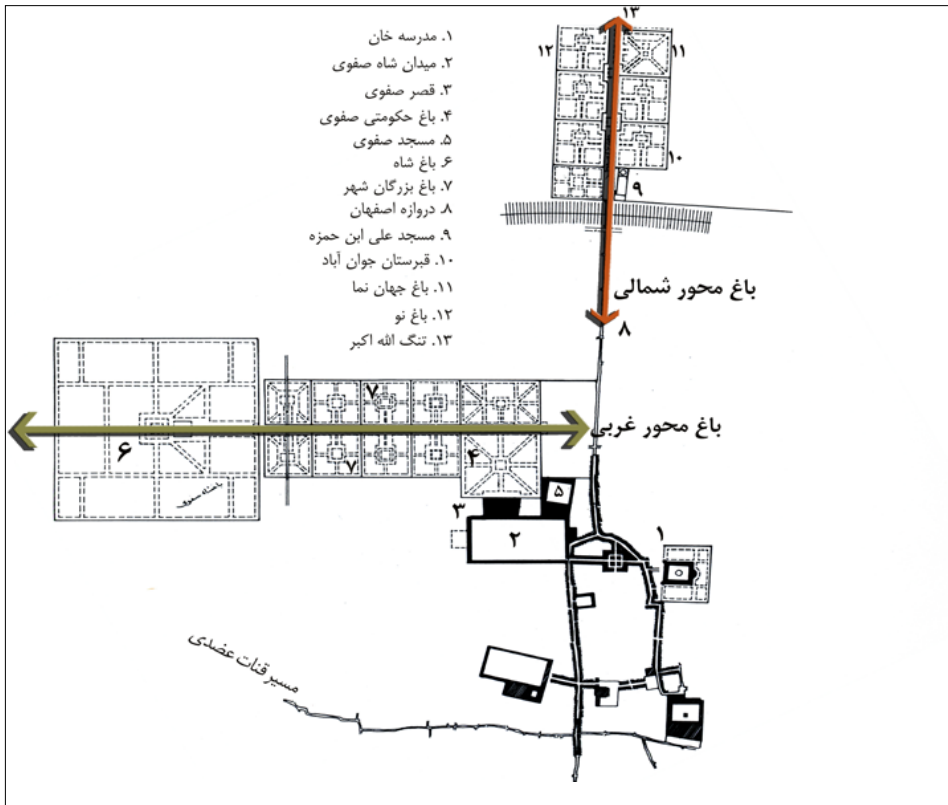 ۱. مدرسه خان
۲. میدان شاه صفوی
۳. قصر صفوی
۴. باغ حکومتی صفوی
۵. مسجد صفوی
۶. باغ شاه
۷. باغ بزرگان شهر
۸. دروازه اصفهان
۹. مسجد علی ابن حمزه
۱۰. قبرستان جوان آباد
۱۱. باغ جهان نما
۱۲. باغ نو
۱۳. تنگ الله اکبر
۱۳
۱۲
۱۱
۱۰
۹
باغ محور شمالی
۸
باغ محور غربی
۷
۷
۶
۴
۵
۳
۲
۱
مسیر قنات عضدی